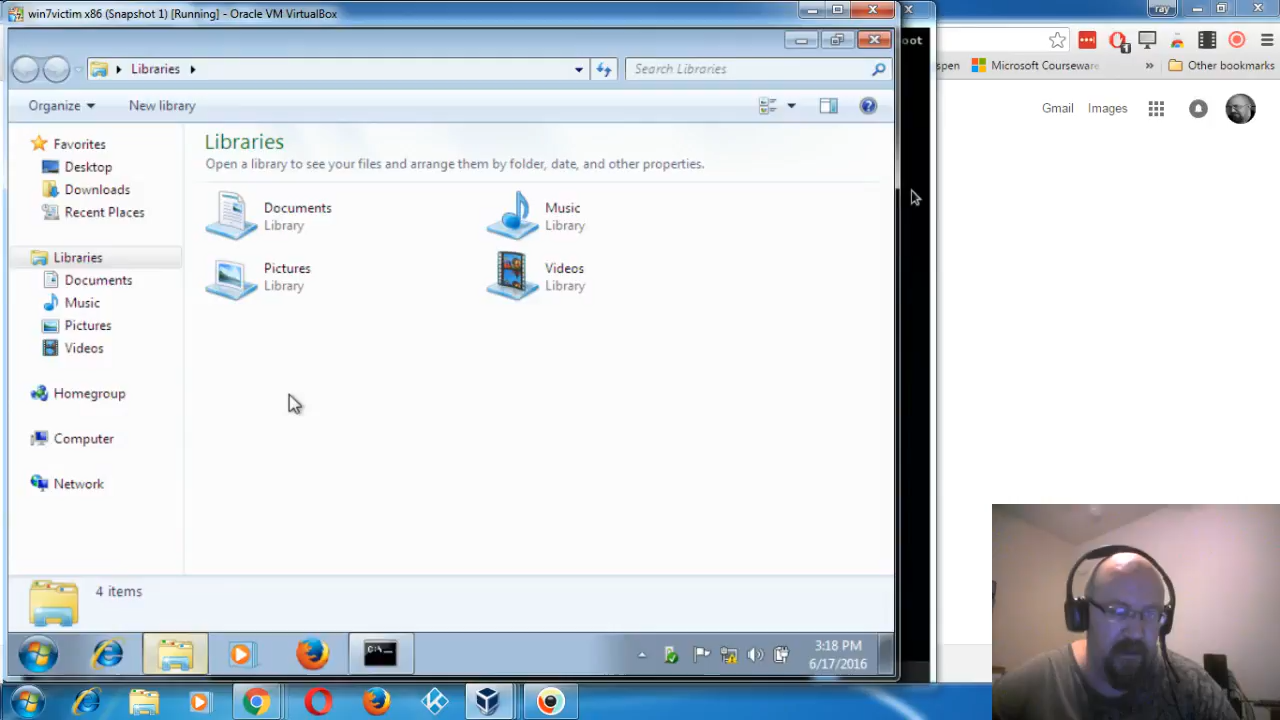 win7victim x86 (Snapshot 1) [Running] - Oracle VM VirtualBox
ray
oot
Libraries
Search Libraries
spen
Microsoft Courseware
»
Other bookmarks
Organize
New library
Gmail
Images
Favorites
Desktop
Downloads
Recent Places
Libraries
Documents
Music
Pictures
Videos
Homegroup
Computer
Network
Libraries
Open a library to see your files and arrange them by folder, date, and other properties.
Documents
Library
Music
Library
Pictures
Library
Videos
Library
4 items
C:\
3:18 PM
6/17/2016